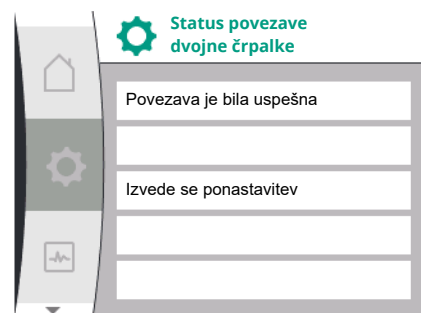 Status povezave
dvojne črpalke
Povezava je bila uspešna
Izvede se ponastavitev